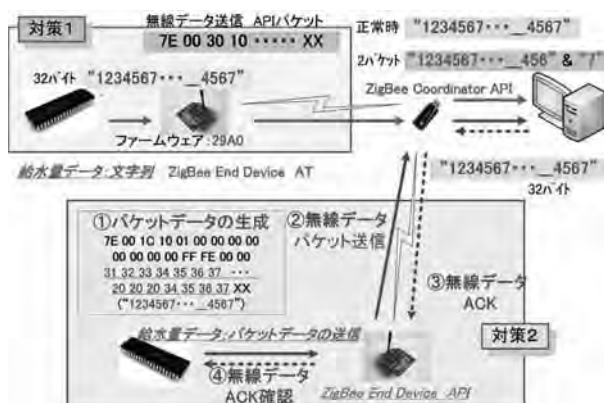 対策1
無線データ送信 APIパケット
7E 00 30 10 ・・・・・ XX
正常時 "1234567・・・__4567"
2パケット "1234567・・・__456" & "7"
32バイト "1234567・・・__4567"
ZigBee Coordinator API
ファームウェア:29A0
給水量データ:文字列 ZigBee End Device AT
"1234567・・・__4567"
32バイト
①パケットデータの生成
7E 00 1C 10 01 00 00 00 00
00 00 00 00 FF FE 00 00
31 32 33 34 35 36 37 ・・・
20 20 20 34 35 36 37 XX
("1234567・・・__4567")
②無線データ
パケット送信
③無線データ
ACK
給水量データ:パケットデータの送信
対策2
④無線データ
ACK確認
ZigBee End Device API